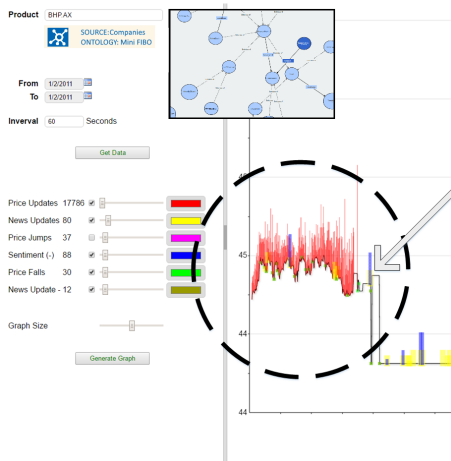 Product BHP.AX
SOURCE:Companies
ONTOLOGY: Mini FIBO
From 1/2/2011
To 1/2/2011
Inverval 60 Seconds
Get Data
Price Updates 17786
News Updates 80
Price Jumps 37
Sentiment (-) 88
Price Falls 30
News Update - 12
Graph Size
Generate Graph
45
44
44